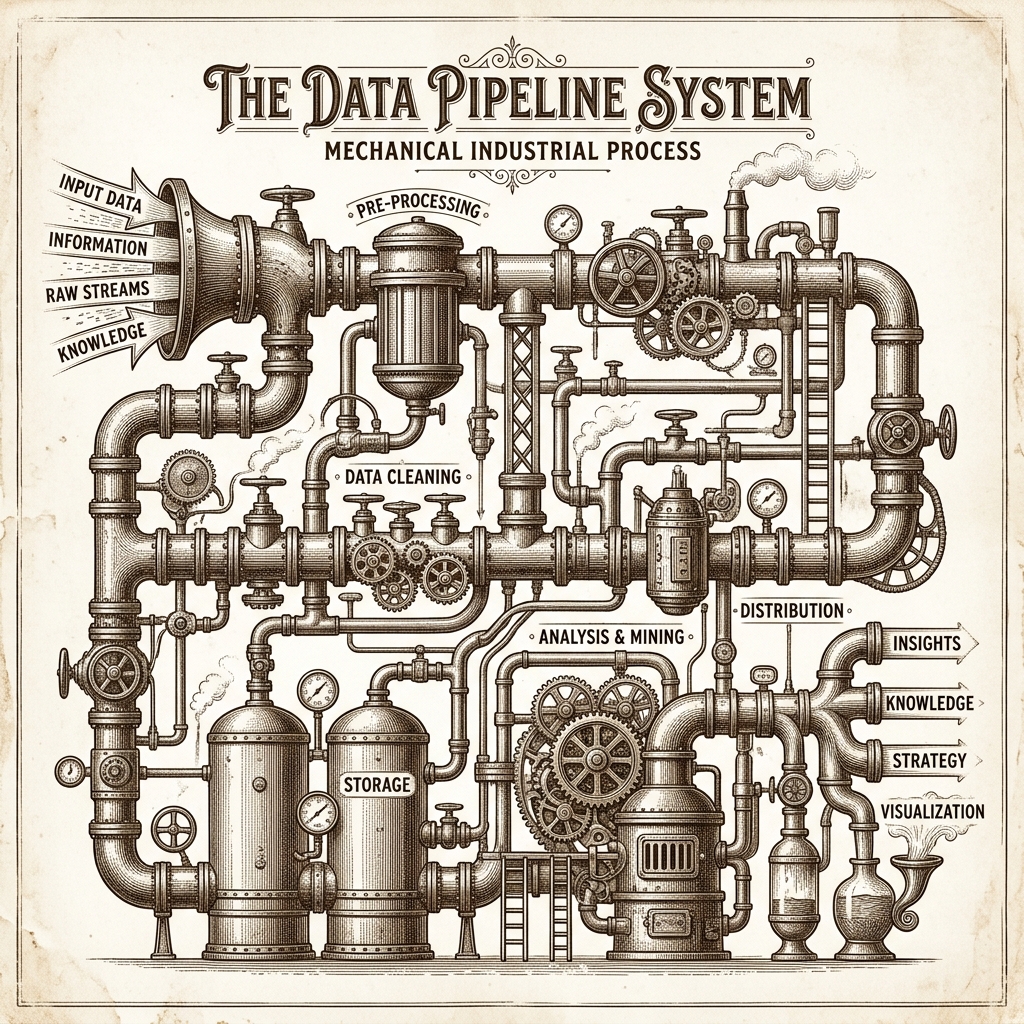 THE DATA PIPELINE SYSTEM
MECHANICAL INDUSTRIAL PROCESS
INPUT DATA
INFORMATION
RAW STREAMS
KNOWLEDGE
· PRE-PROCESSING ·
· DATA CLEANING ·
· DISTRIBUTION ·
· ANALYSIS & MINING ·
INSIGHTS
KNOWLEDGE
STRATEGY
STORAGE
VISUALIZATION